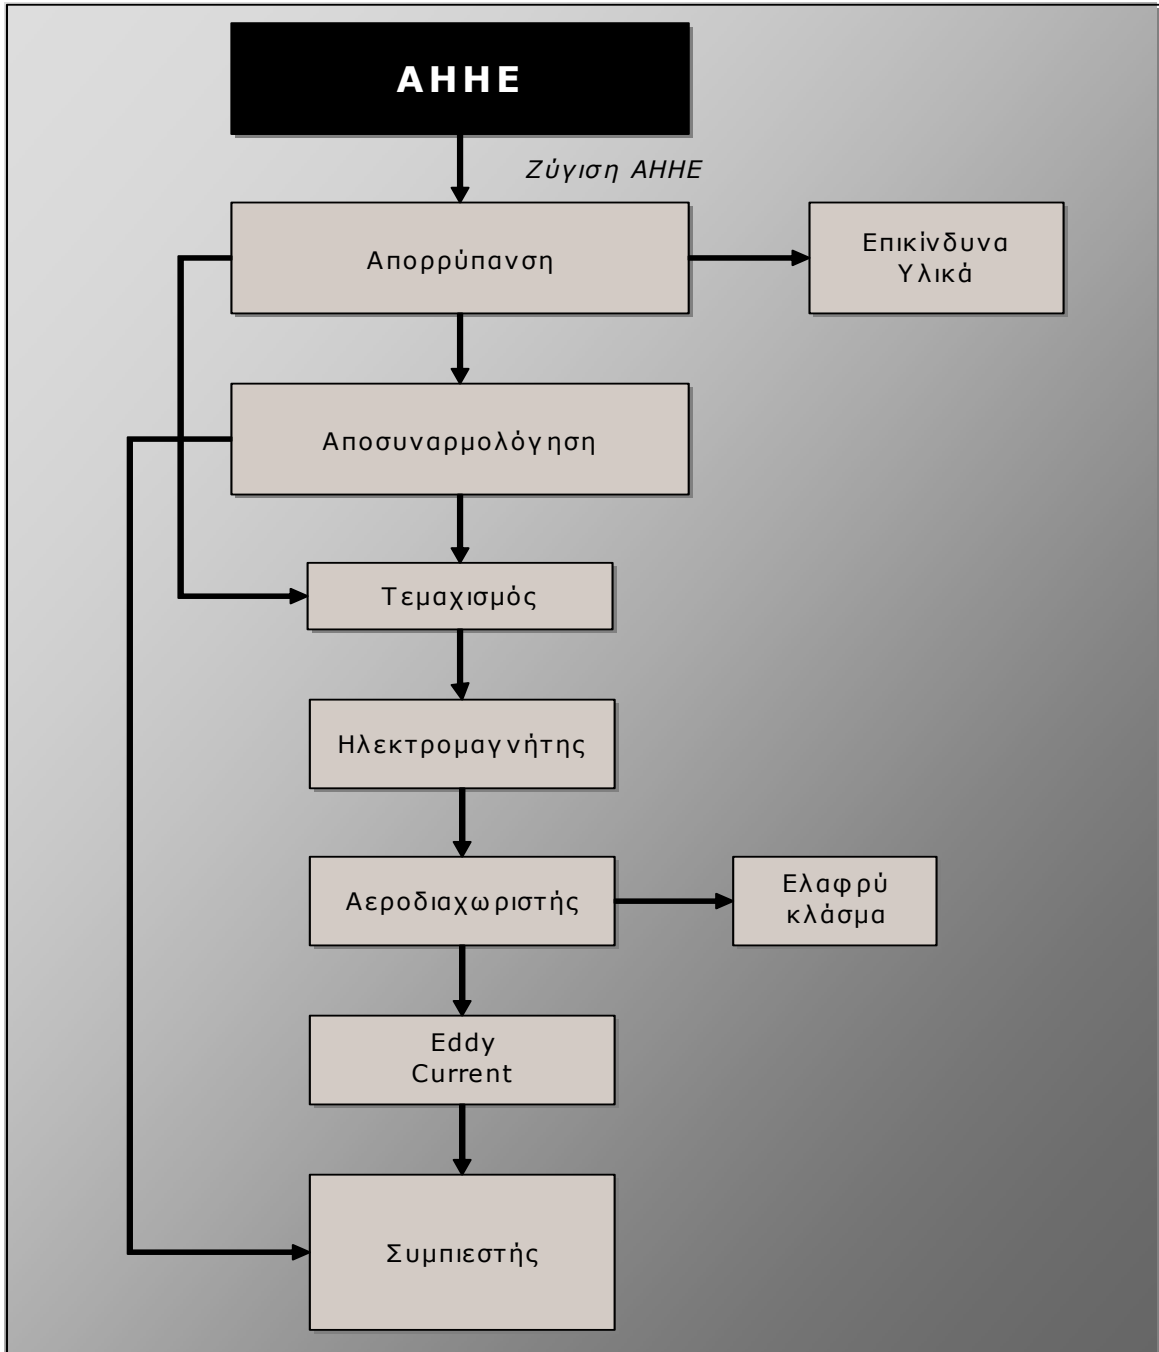 ΑΗΗΕ
Ζύγιση ΑΗΗΕ
Απορρύπανση
Επικίνδυνα
Υλικά
Αποσυναρμολόγηση
Τεμαχισμός
Ηλεκτρομαγνήτης
Αεροδιαχωριστής
Ελαφρύ
κλάσμα
Eddy
Current
Συμπιεστής